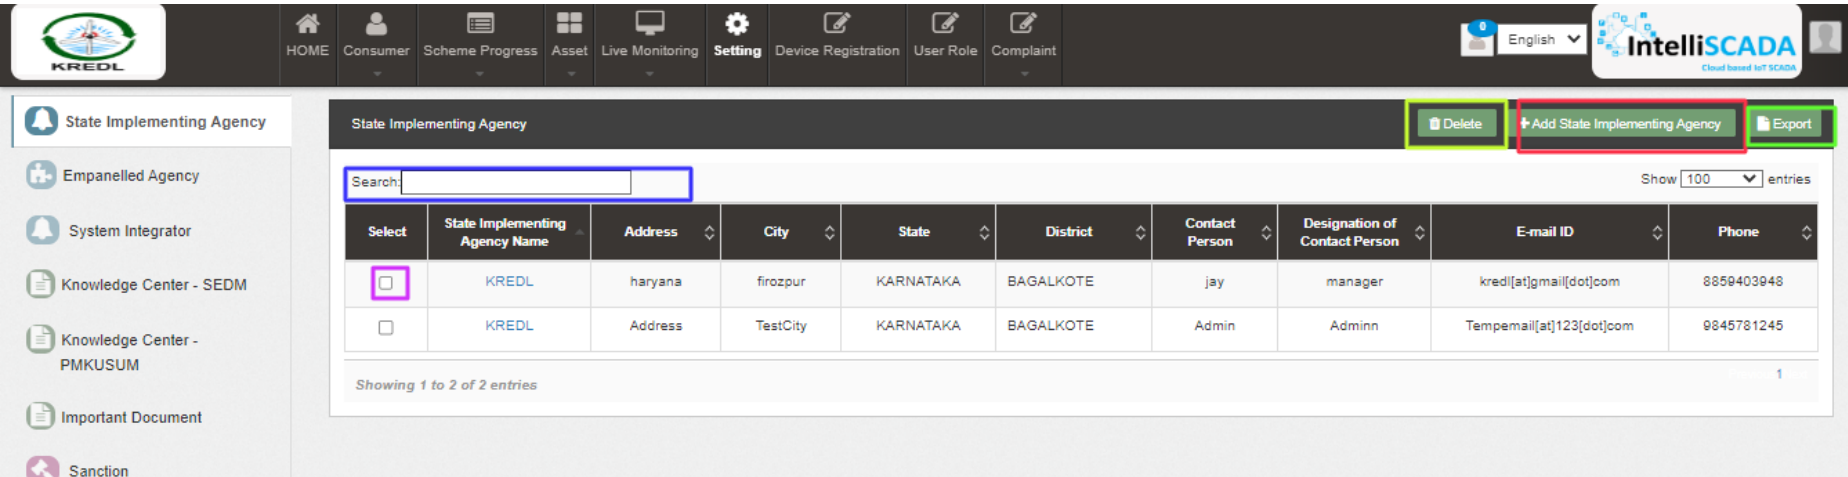 KREDL
HOME Consumer Scheme Progress Asset Live Monitoring Setting Device Registration User Role Complaint
0
English
IntelliSCADA
Cloud based IoT SCADA
State Implementing Agency
Empanelled Agency
System Integrator
Knowledge Center - SEDM
Knowledge Center -
PMKUSUM
Important Document
Sanction
State Implementing Agency
Delete
+Add State Implementing Agency
Export
Search:
Show 100 entries
Select State Implementing Agency Name Address City State District Contact Person Designation of Contact Person E-mail ID Phone
KREDL haryana firozpur KARNATAKA BAGALKOTE jay manager kredl[at]gmail[dot]com 8859403948
KREDL Address TestCity KARNATAKA BAGALKOTE Admin Adminn Tempemail[at]123[dot]com 9845781245
Showing 1 to 2 of 2 entries
1